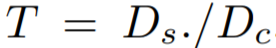 T = D_s./D_c